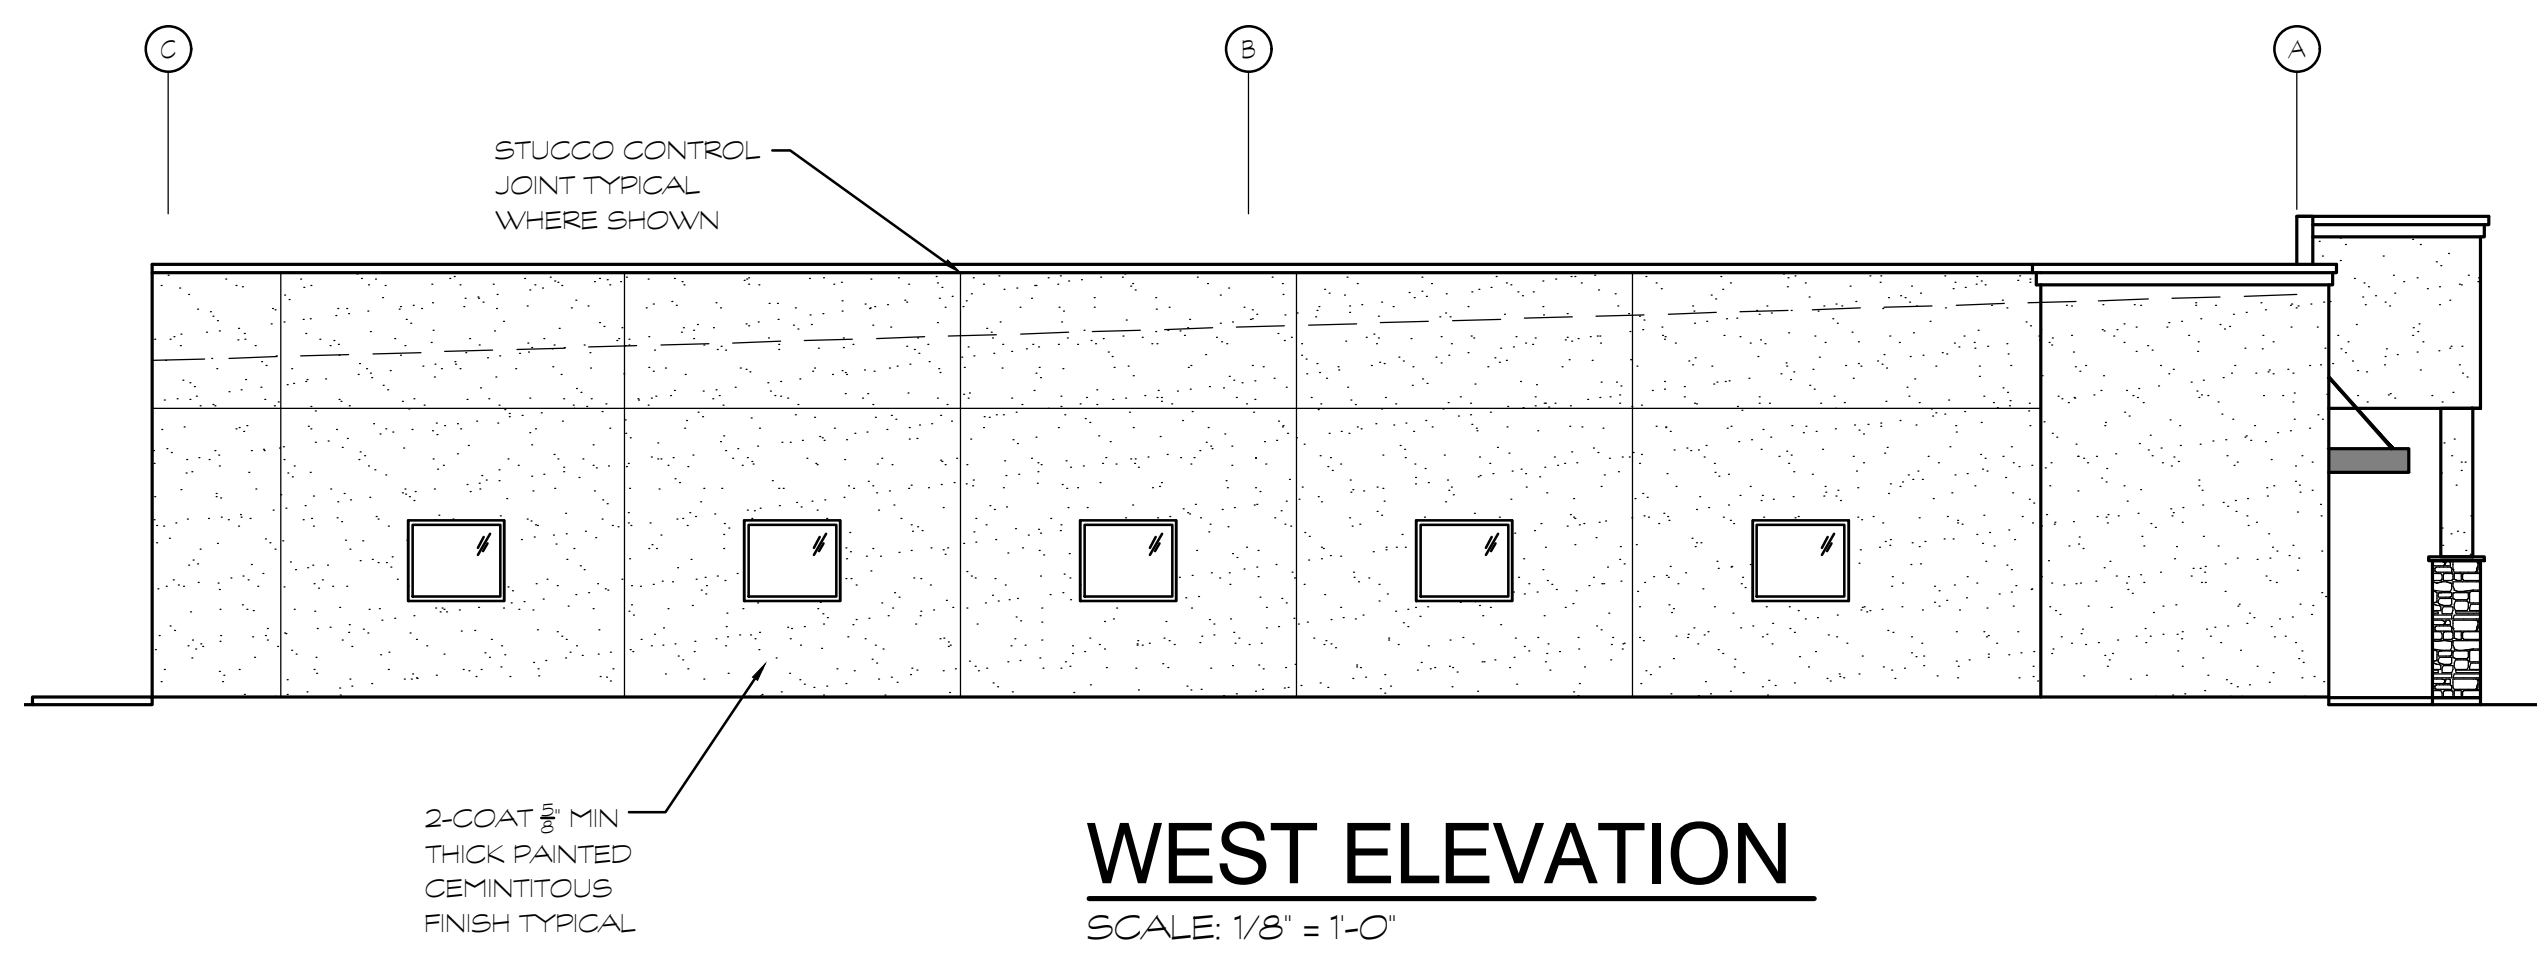 C
B
A
STUCCO CONTROL
JOINT TYPICAL
WHERE SHOWN
2-COAT 5/8" MIN
THICK PAINTED
CEMINTITOUS
FINISH TYPICAL
WEST ELEVATION
SCALE: 1/8" = 1'-0"